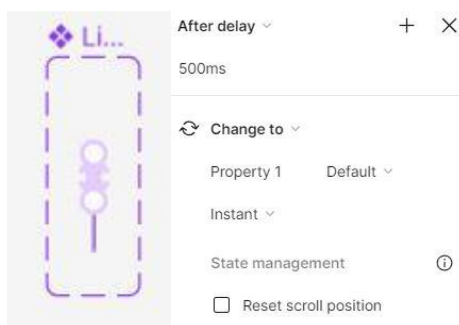 Li...
After delay
500ms
Change to
Property 1 Default
Instant
State management
Reset scroll position